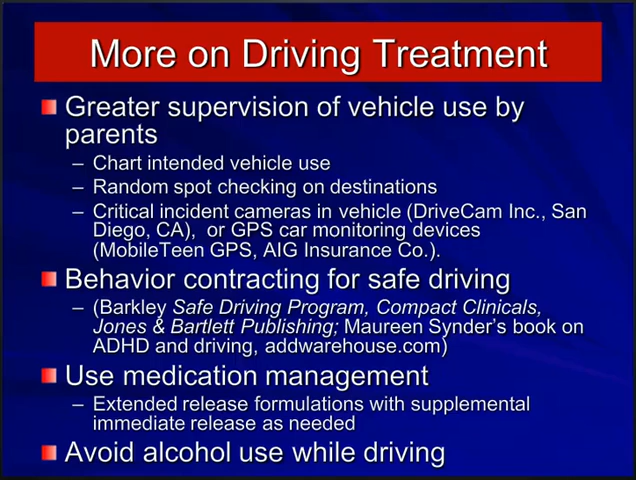 More on Driving Treatment
Greater supervision of vehicle use by
parents
– Chart intended vehicle use
– Random spot checking on destinations
– Critical incident cameras in vehicle (DriveCam Inc., San
Diego, CA), or GPS car monitoring devices
(MobileTeen GPS, AIG Insurance Co.).
Behavior contracting for safe driving
– (Barkley Safe Driving Program, Compact Clinicals,
Jones & Bartlett Publishing; Maureen Synder's book on
ADHD and driving, addwarehouse.com)
Use medication management
– Extended release formulations with supplemental
immediate release as needed
Avoid alcohol use while driving